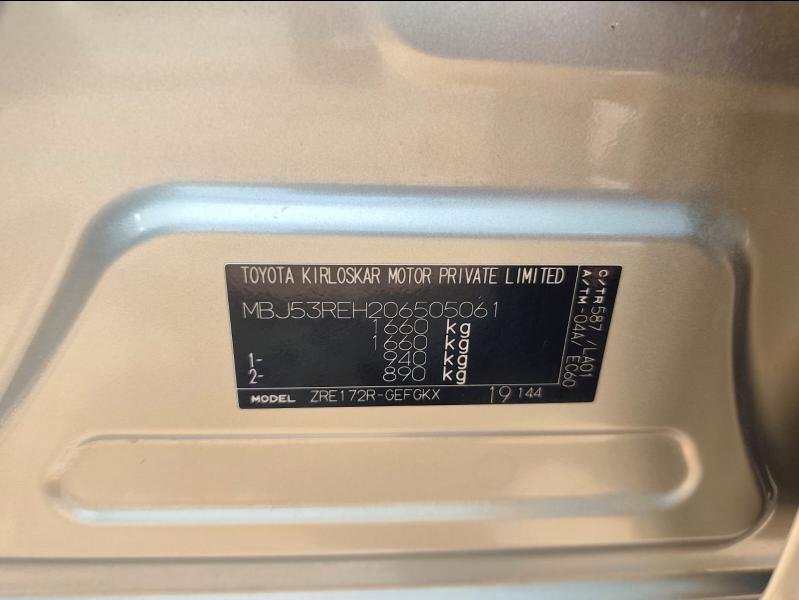 TOYOTA KIRLOSKAR MOTOR PRIVATE LIMITED
MBJ53REH206505061
1660 kg
1660 kg
1- 940 kg
2- 890 kg
MODEL ZRE172R-GEFGKX 19 144
C/TR 587 /LA01
A/TM -04A/ EC60